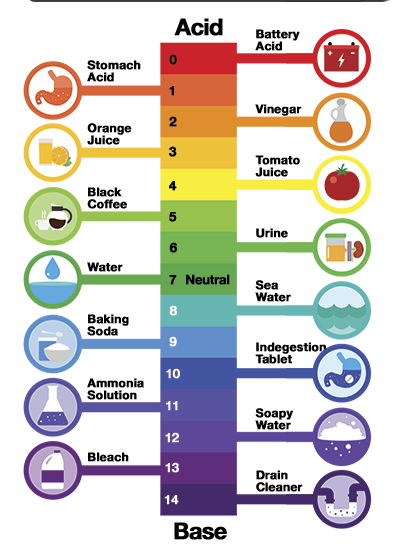 Acid
0
Battery
Acid
Stomach
Acid
1
2
Vinegar
Orange
Juice
3
4
Tomato
Juice
Black
Coffee
5
6
Urine
Water
7 Neutral
8
Sea
Water
Baking
Soda
9
10
Indegestion
Tablet
Ammonia
Solution
11
12
Soapy
Water
Bleach
13
14
Drain
Cleaner
Base